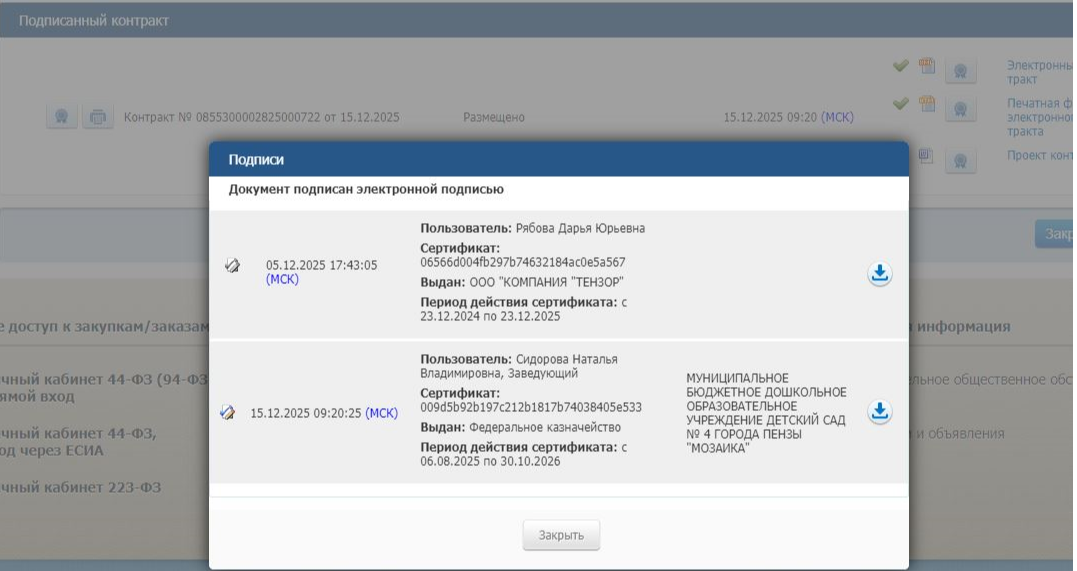 Подписанный контракт
Электронны
тракт
Печатная ф
электронног
тракта
Проект конт
Контракт № 0855300002825000722 от 15.12.2025
Размещено
15.12.2025 09:20 (МСК)
Подписи
Документ подписан электронной подписью
05.12.2025 17:43:05
(МСК)
Пользователь: Рябова Дарья Юрьевна
Сертификат:
06566d004fb297b74632184ac0e5a567
Выдан: ООО "КОМПАНИЯ "ТЕНЗОР"
Период действия сертификата: с
23.12.2024 по 23.12.2025
15.12.2025 09:20:25 (МСК)
Пользователь: Сидорова Наталья
Владимировна, Заведующий
Сертификат:
009d5b92b197c212b1817b74038405e533
Выдан: Федеральное казначейство
Период действия сертификата: с
06.08.2025 по 30.10.2026
МУНИЦИПАЛЬНОЕ
БЮДЖЕТНОЕ ДОШКОЛЬНОЕ
ОБРАЗОВАТЕЛЬНОЕ
УЧРЕЖДЕНИЕ ДЕТСКИЙ САД
№ 4 ГОРОДА ПЕНЗЫ
"МОЗАИКА"
Закрыть
Закр
е доступ к закупкам/заказам
информация
чный кабинет 44-ФЗ (94-ФЗ
ямой вход
ельное общественное обс
чный кабинет 44-ФЗ,
од через ЕСИА
и объявления
чный кабинет 223-ФЗ